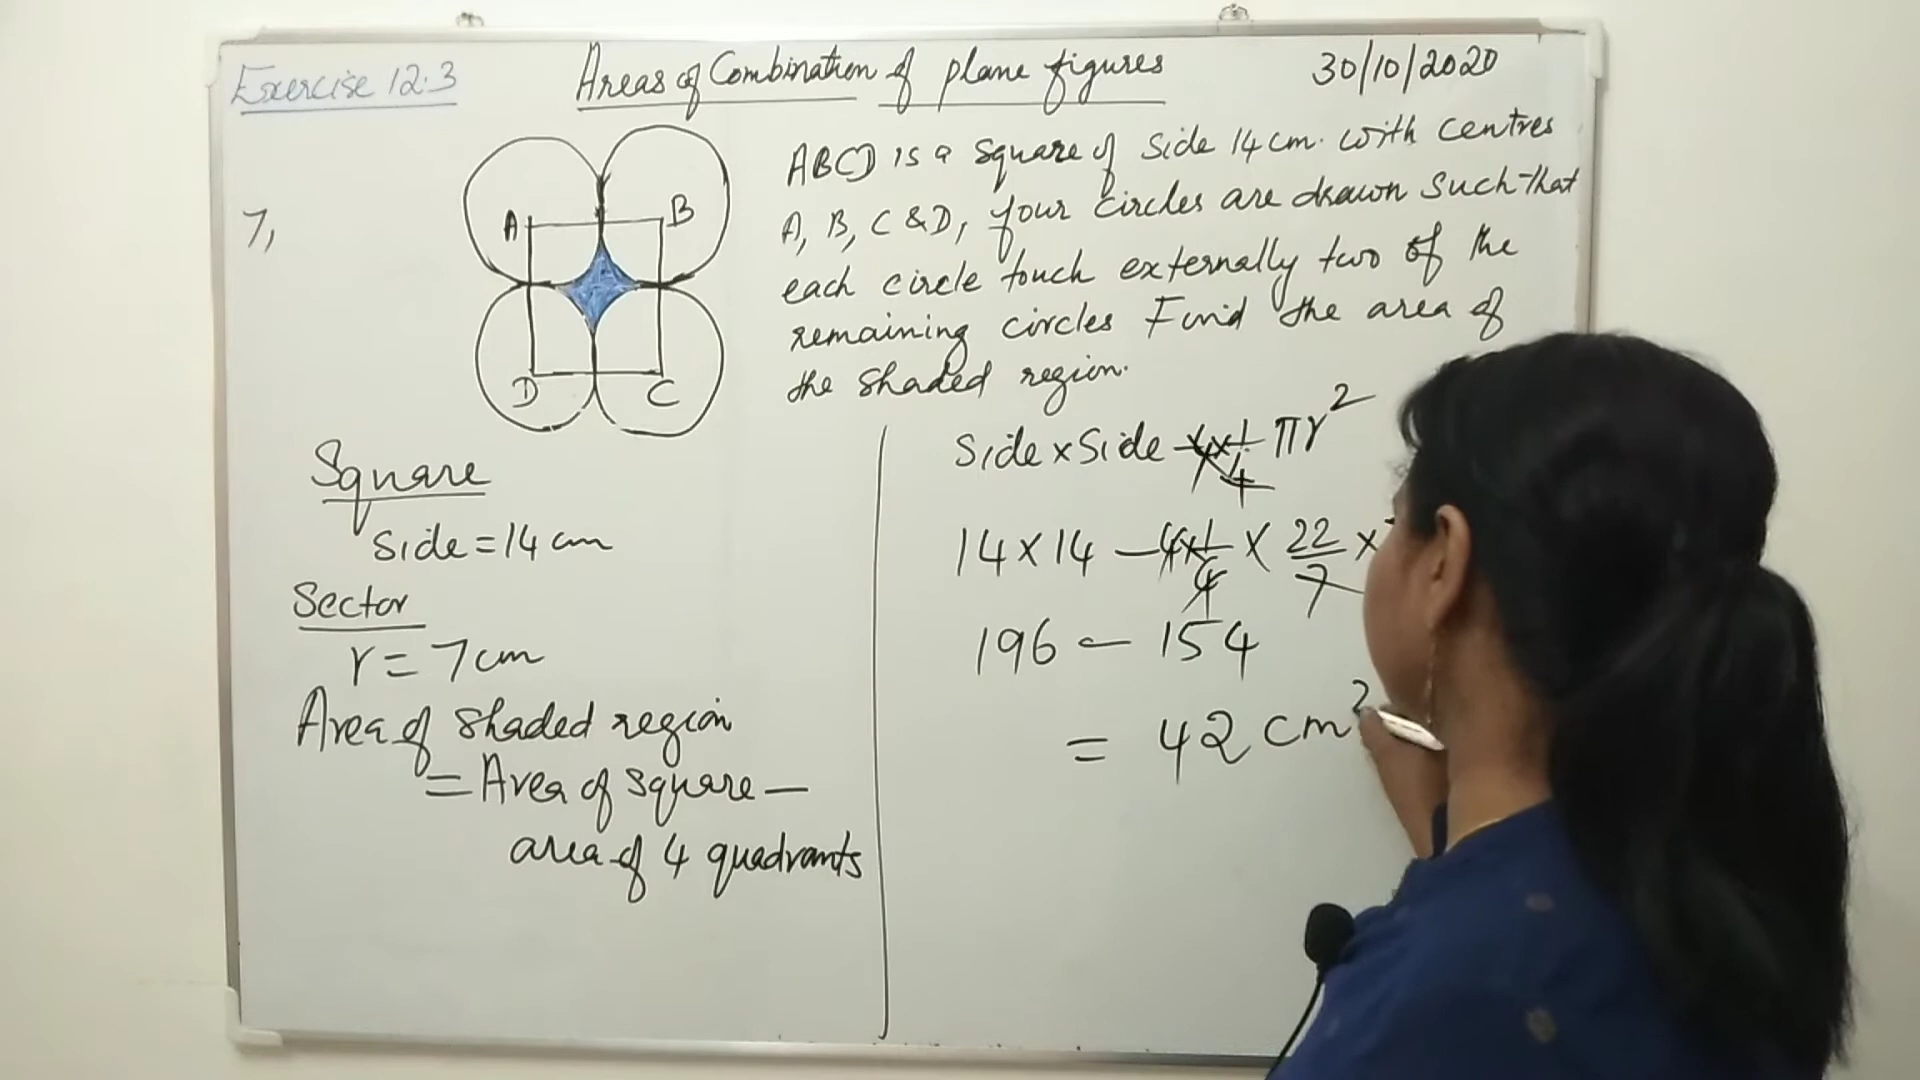 Exercise 12.3
Areas of Combination of plane figures
30/10/2020
7,
A
B
D
C
ABCD is a square of side 14 cm. with centres
A, B, C & D, four circles are drawn such that
each circle touch externally two of the
remaining circles Find the area of
the shaded region.
Square
side = 14 cm
Sector
r = 7 cm
Area of shaded region
= Area of square –
area of 4 quadrants
Side × Side – 4 × 1/4 πr²
14 × 14 – 4 × 1/4 × 22/7 ×
196 – 154
= 42 cm²